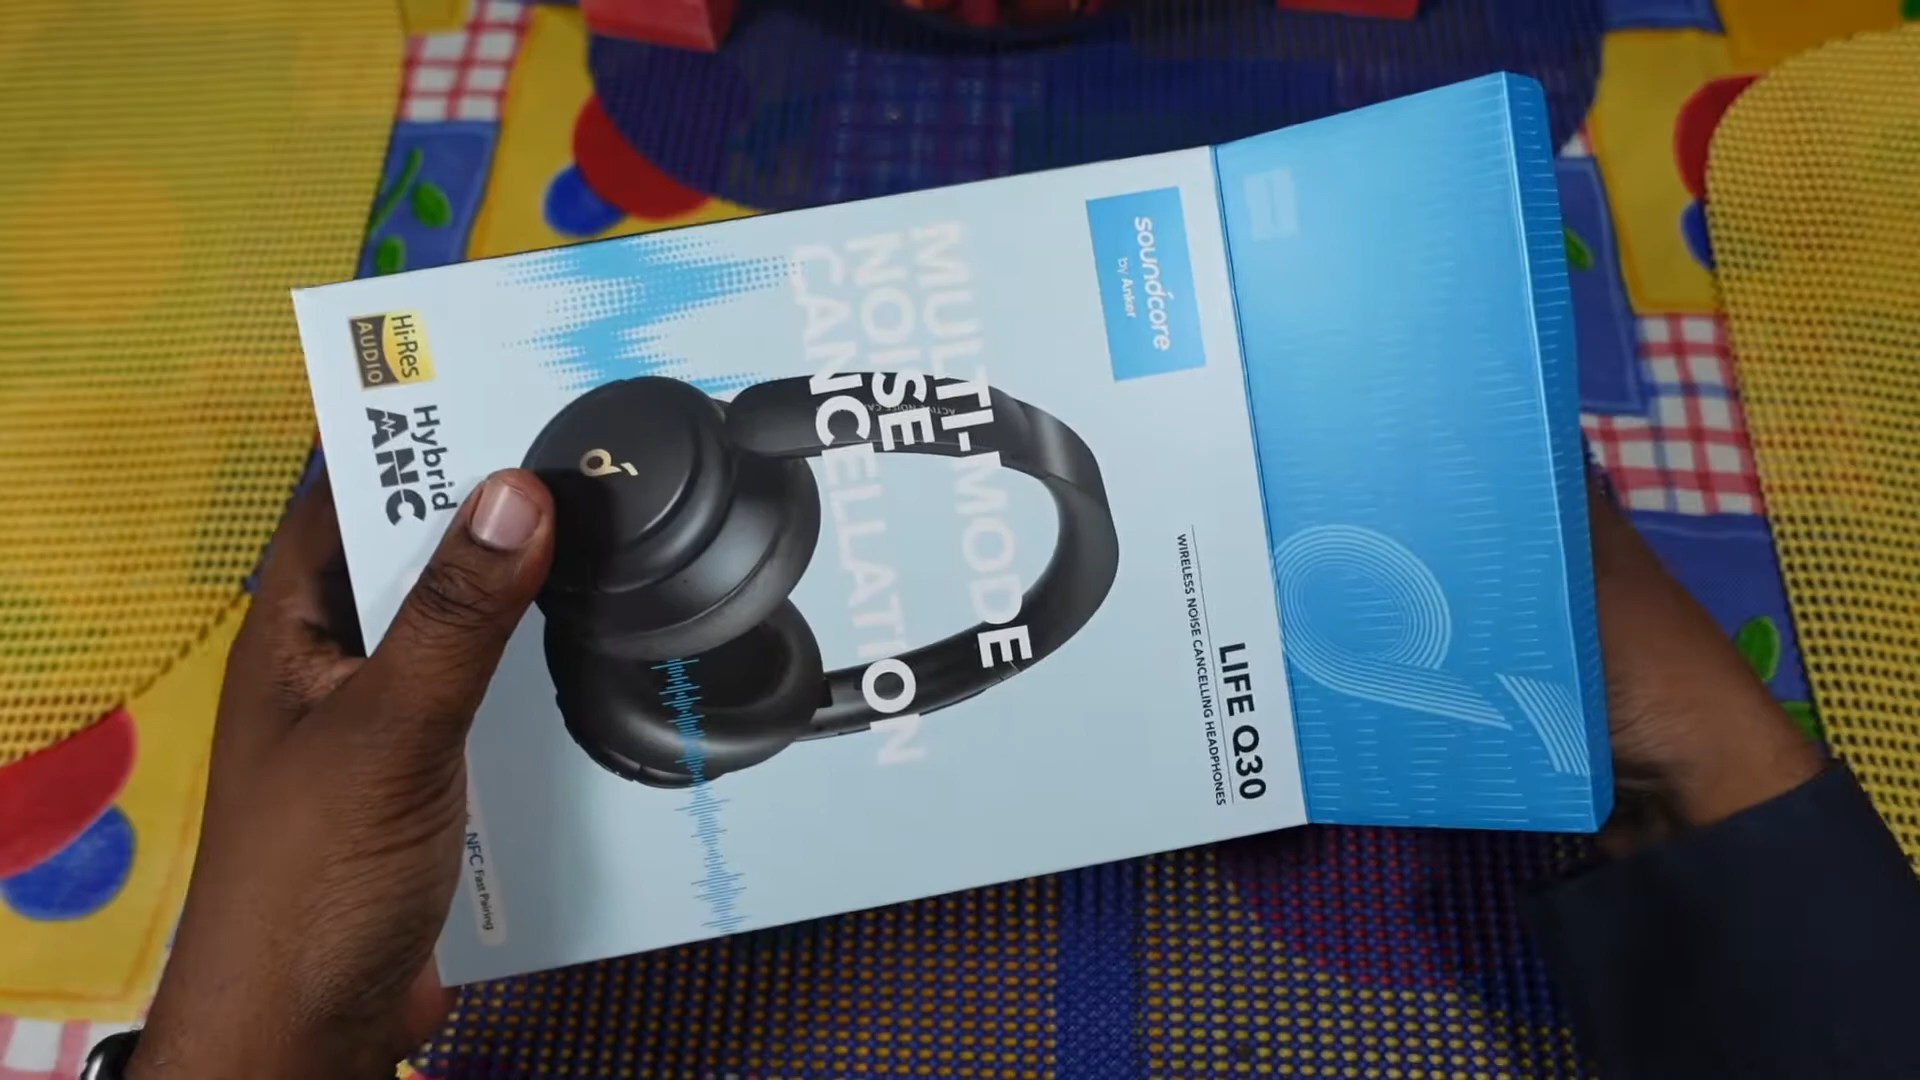 soundcore
by Anker
LIFE Q30
WIRELESS NOISE CANCELLING HEADPHONES
MULTI-MODE
NOISE
CANCELLATION
Hi-Res
AUDIO
Hybrid
ANC
NFC Fast Pairing